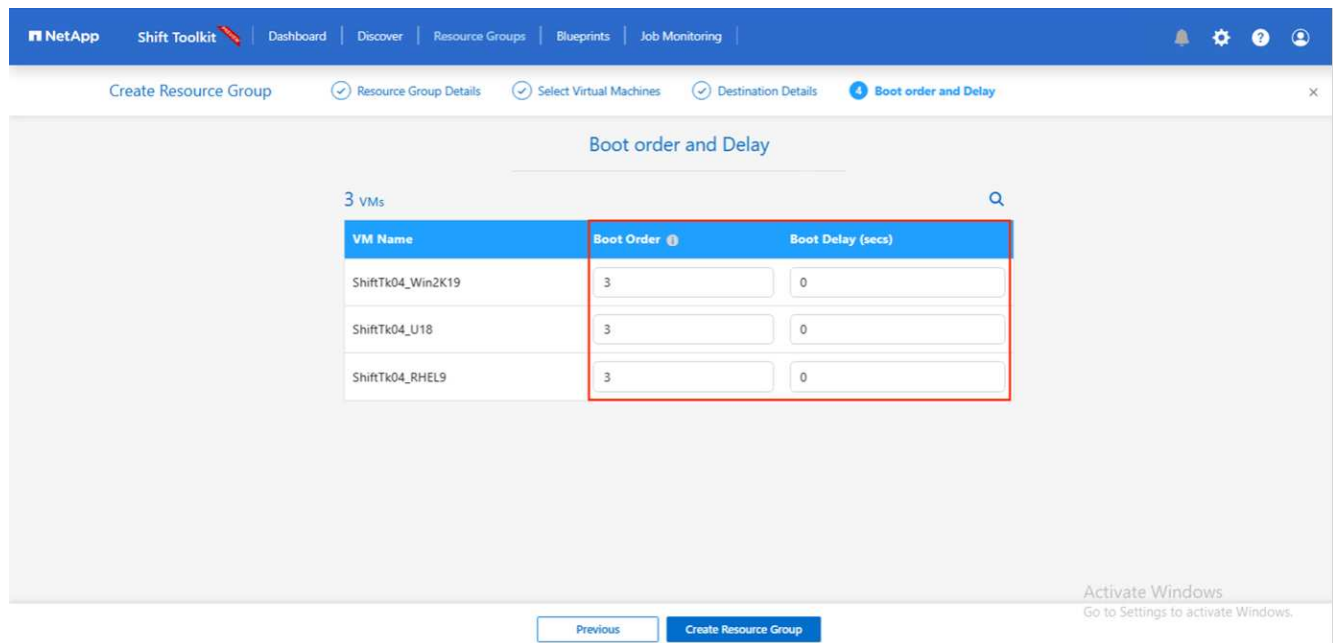 NetApp Shift Toolkit Dashboard Discover Resource Groups Blueprints Job Monitoring
Create Resource Group Resource Group Details Select Virtual Machines Destination Details 4 Boot order and Delay
Boot order and Delay
3 VMs
VM Name Boot Order Boot Delay (secs)
ShiftTk04_Win2K19 3 0
ShiftTk04_U18 3 0
ShiftTk04_RHEL9 3 0
Activate Windows
Go to Settings to activate Windows.
Previous Create Resource Group